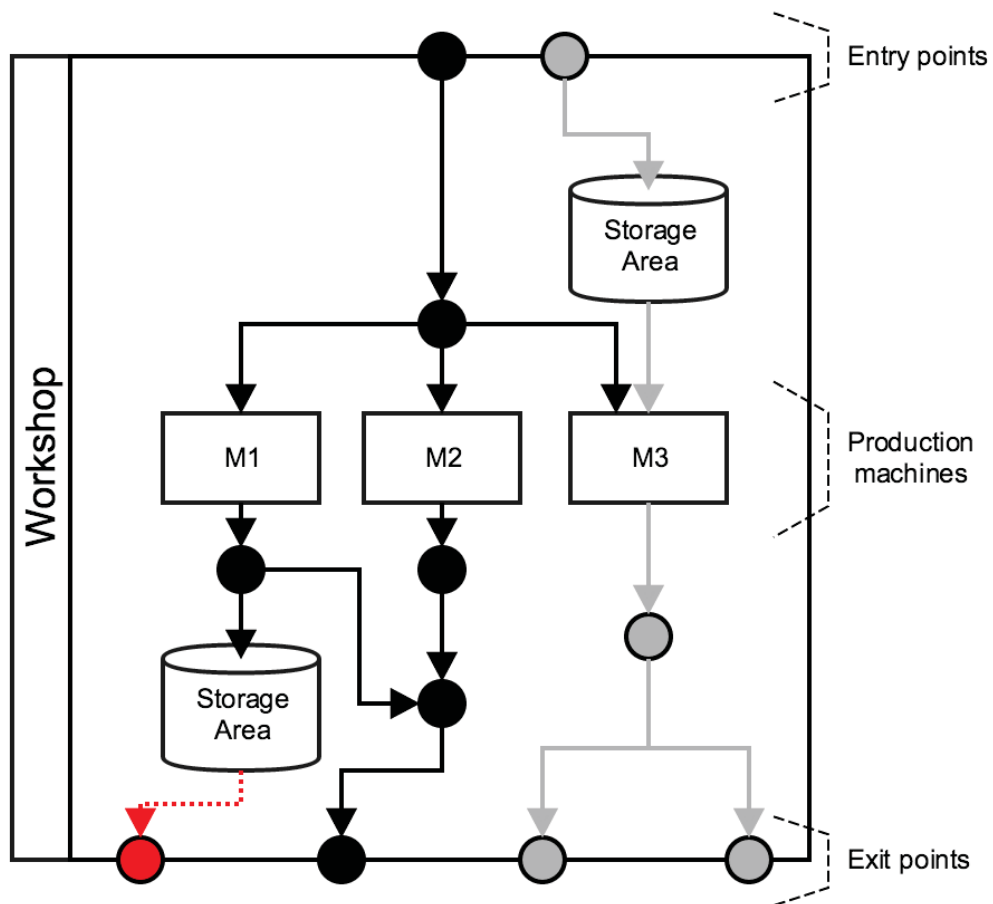 Entry points
Storage
Area
Workshop
M1
M2
M3
Production
machines
Storage
Area
Exit points